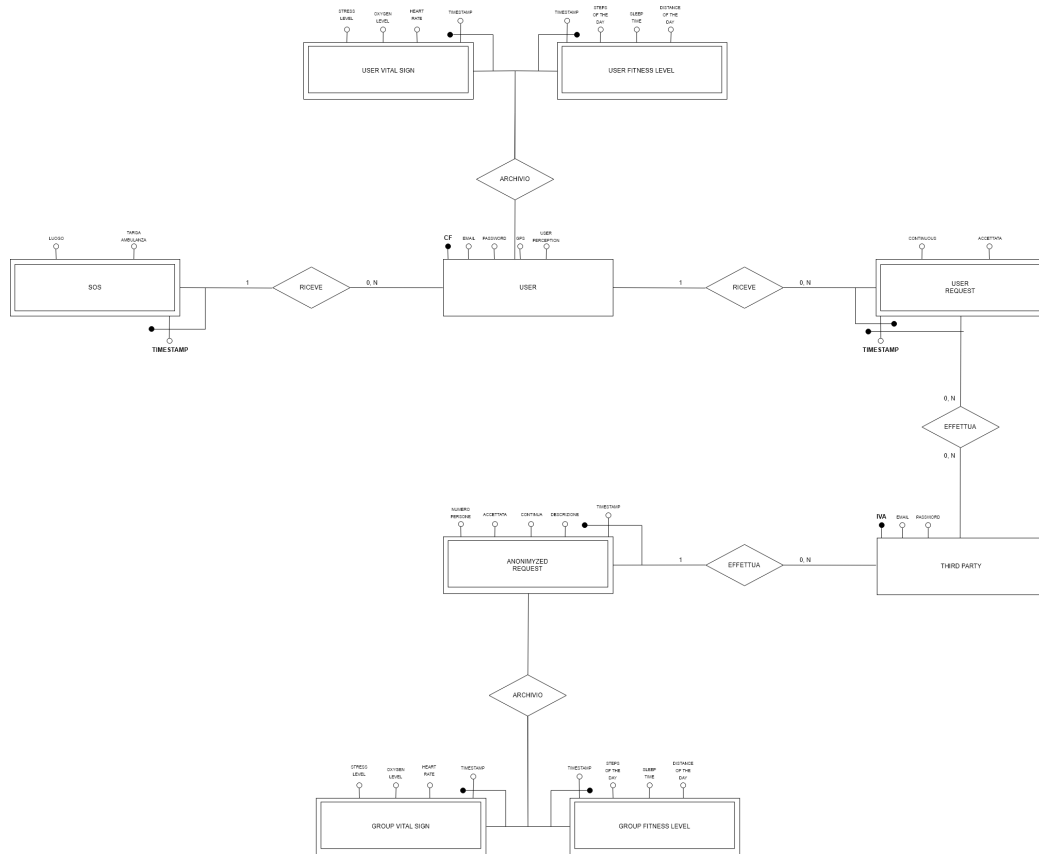 STRESS
LEVEL
OXYGEN
LEVEL
HEART
RATE
TIMESTAMP
TIMESTAMP
STEPS
OF THE
DAY
SLEEP
TIME
DISTANCE
OF THE
DAY
USER VITAL SIGN
USER FITNESS LEVEL
ARCHIVIO
LUOGO
TARGA
AMBULANZA
CF
EMAIL
PASSWORD
GPS
USER
PERCEPTION
CONTINUOUS
ACCETTATA
SOS
1
RICEVE
0, N
USER
1
RICEVE
0, N
USER
REQUEST
TIMESTAMP
TIMESTAMP
0, N
EFFETTUA
0, N
NUMERO
PERSONE
ACCETTATA
CONTINUA
DESCRIZIONE
TIMESTAMP
IVA
EMAIL
PASSWORD
ANONIMYZED
REQUEST
1
EFFETTUA
0, N
THIRD PARTY
ARCHIVIO
STRESS
LEVEL
OXYGEN
LEVEL
HEART
RATE
TIMESTAMP
TIMESTAMP
STEPS
OF THE
DAY
SLEEP
TIME
DISTANCE
OF THE
DAY
GROUP VITAL SIGN
GROUP FITNESS LEVEL